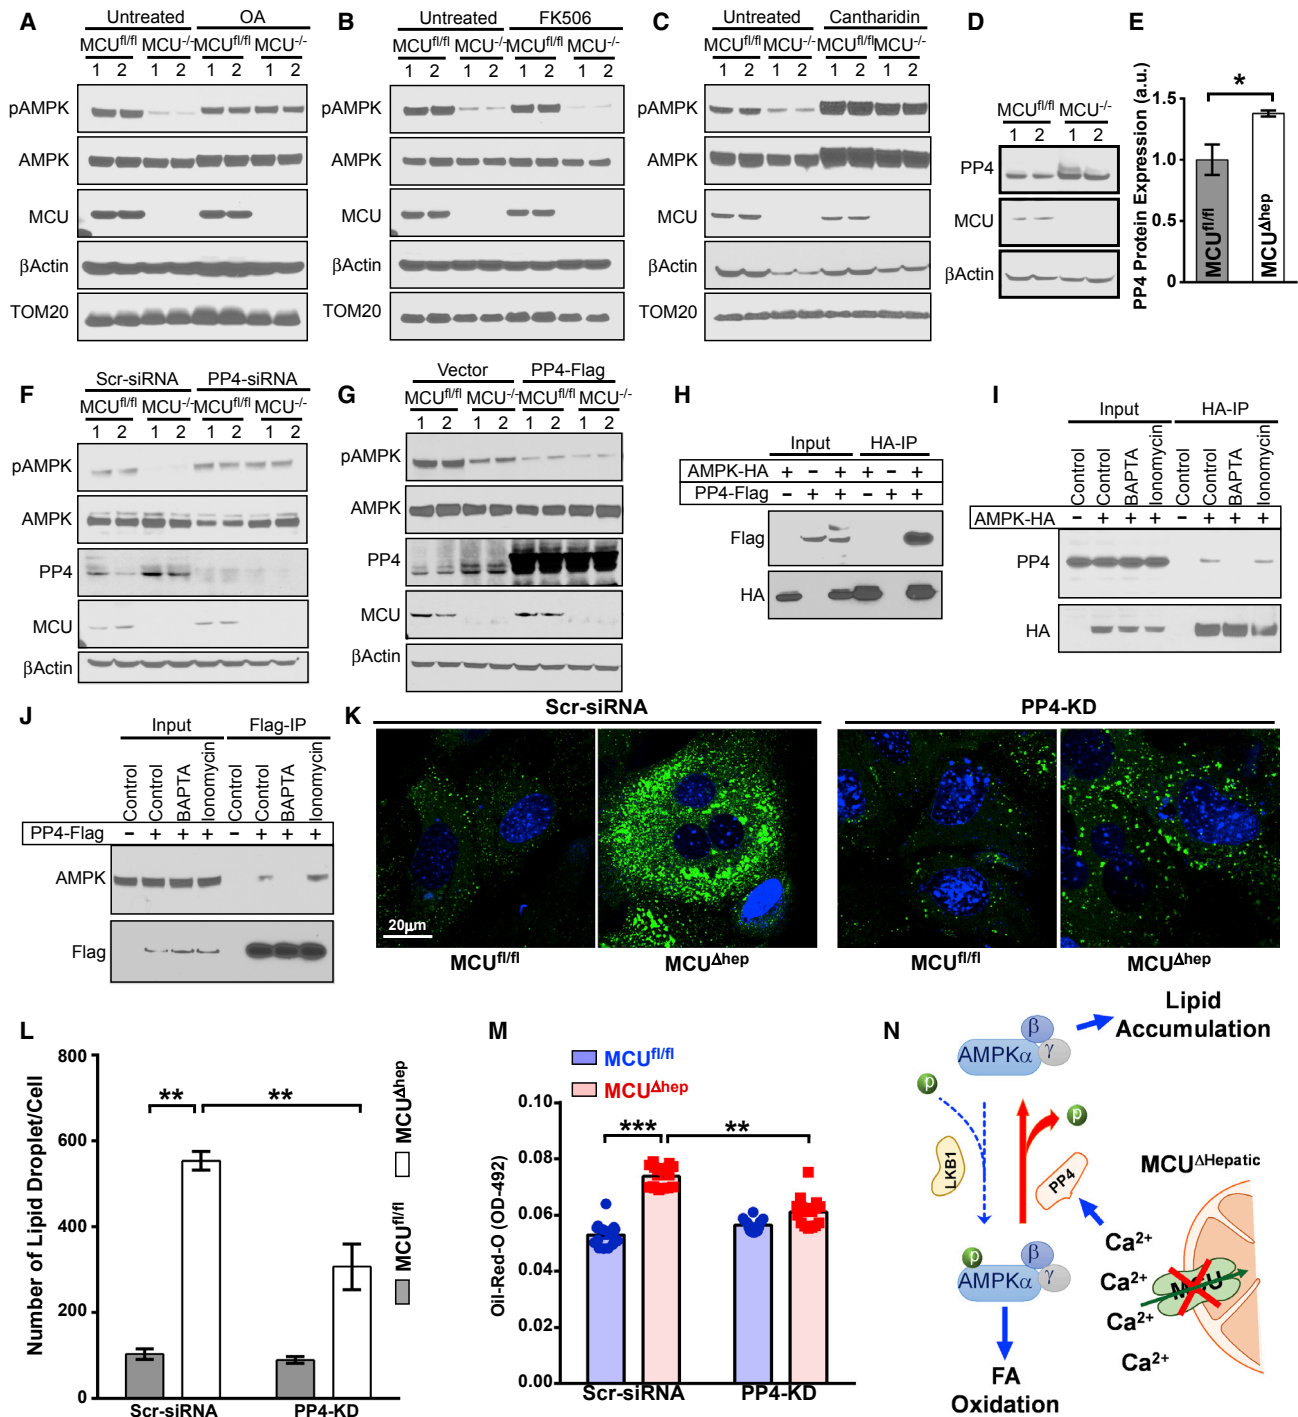 A
Untreated OA
MCUfl/fl MCU-/- MCUfl/fl MCU-/-
1 2 1 2 1 2 1 2
pAMPK
AMPK
MCU
βActin
TOM20
B
Untreated FK506
MCUfl/fl MCU-/- MCUfl/fl MCU-/-
1 2 1 2 1 2 1 2
pAMPK
AMPK
MCU
βActin
TOM20
C
Untreated Cantharidin
MCUfl/fl MCU-/- MCUfl/fl MCU-/-
1 2 1 2 1 2 1 2
pAMPK
AMPK
MCU
βActin
TOM20
D
MCUfl/fl MCU-/-
1 2 1 2
PP4
MCU
βActin
E
PP4 Protein Expression (a.u.)
1.5
1.0
0.5
0
*
MCUfl/fl
MCUΔhep
F
Scr-siRNA PP4-siRNA
MCUfl/fl MCU-/- MCUfl/fl MCU-/-
1 2 1 2 1 2 1 2
pAMPK
AMPK
PP4
MCU
βActin
G
Vector PP4-Flag
MCUfl/fl MCU-/- MCUfl/fl MCU-/-
1 2 1 2 1 2 1 2
pAMPK
AMPK
PP4
MCU
βActin
H
Input HA-IP
AMPK-HA + - + + - +
PP4-Flag - + + - + +
Flag
HA
I
Input HA-IP
Control Control BAPTA Ionomycin Control Control BAPTA Ionomycin
AMPK-HA - + + + - + + +
PP4
HA
J
Input Flag-IP
Control Control BAPTA Ionomycin Control Control BAPTA Ionomycin
PP4-Flag - + + + - + + +
AMPK
Flag
K
Scr-siRNA PP4-KD
20μm
MCUfl/fl MCUΔhep MCUfl/fl MCUΔhep
L
Number of Lipid Droplet/Cell
800
600
400
200
0
** **
Scr-siRNA PP4-KD
MCUfl/fl
MCUΔhep
M
MCUfl/fl
MCUΔhep
Oil-Red-O (OD-492)
0.10
0.08
0.06
0.04
0.02
0.00
*** **
Scr-siRNA PP4-KD
N
Lipid
Accumulation
AMPKα β γ
p
p
LKB1
PP4
MCUΔHepatic
Ca2+
Ca2+
Ca2+
Ca2+
MCU
p
AMPKα β γ
FA
Oxidation